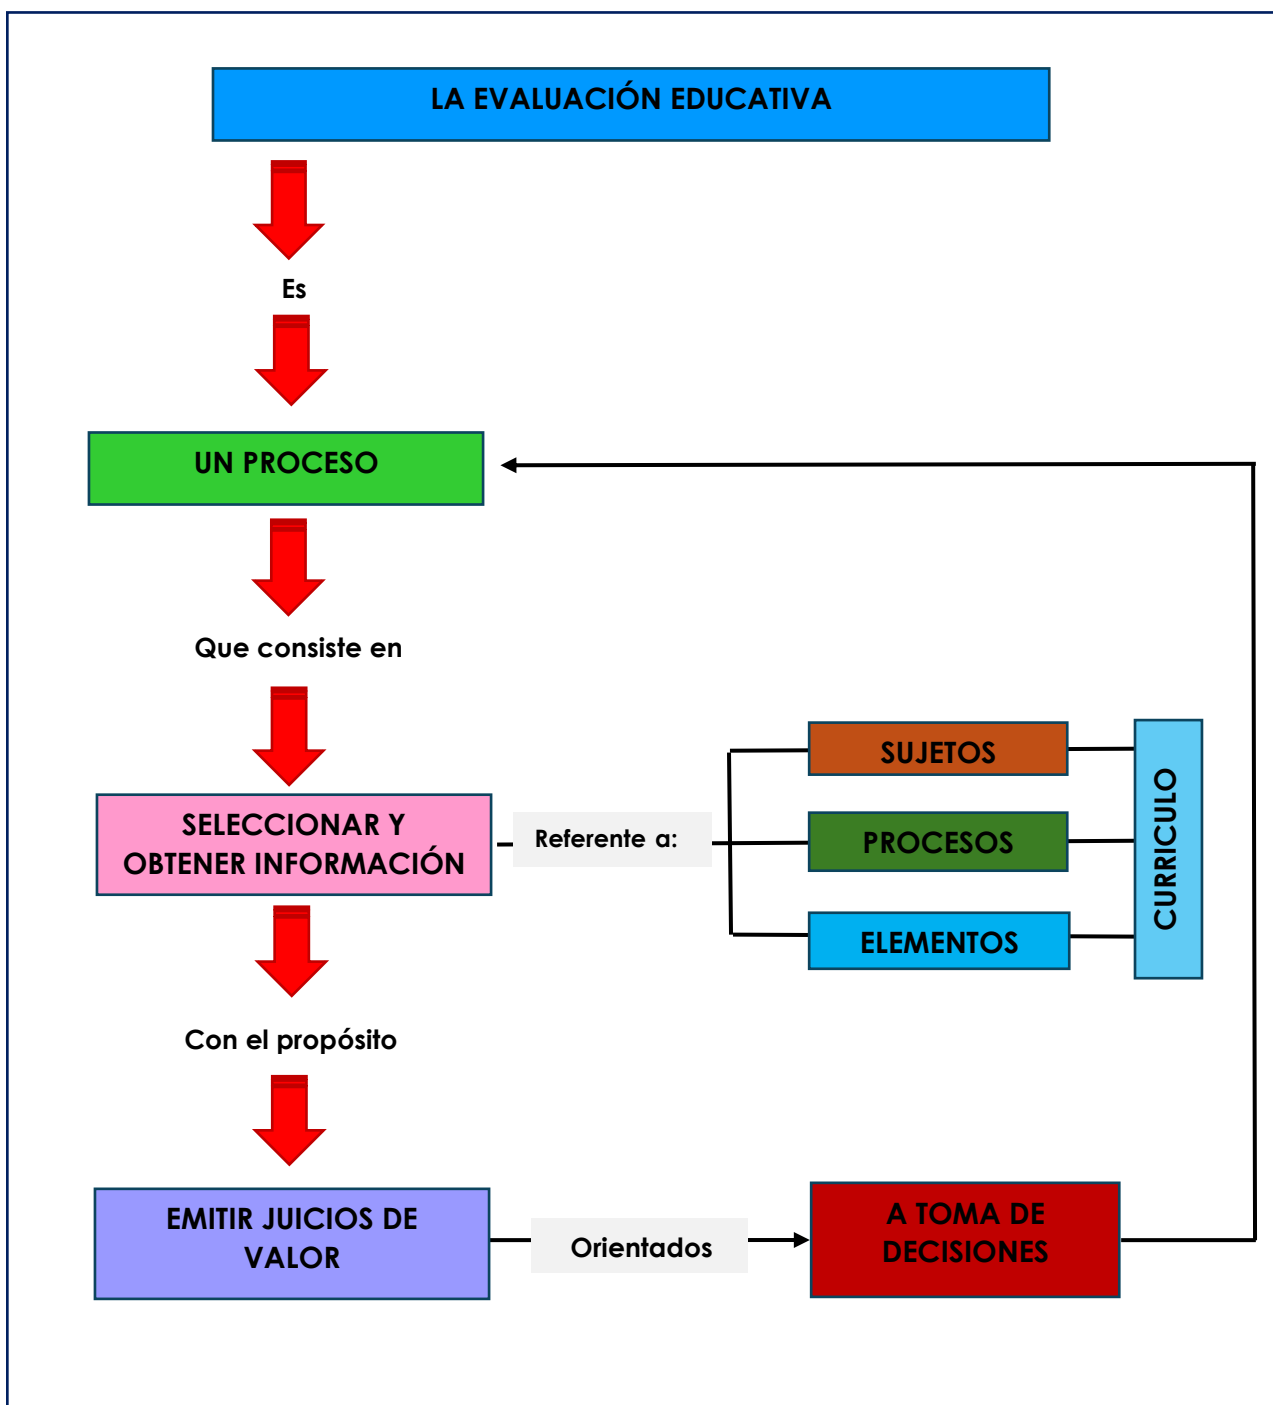 LA EVALUACIÓN EDUCATIVA
Es
UN PROCESO
Que consiste en
SELECCIONAR Y
OBTENER INFORMACIÓN
Referente a:
SUJETOS
PROCESOS
ELEMENTOS
CURRICULO
Con el propósito
EMITIR JUICIOS DE
VALOR
Orientados
A TOMA DE
DECISIONES